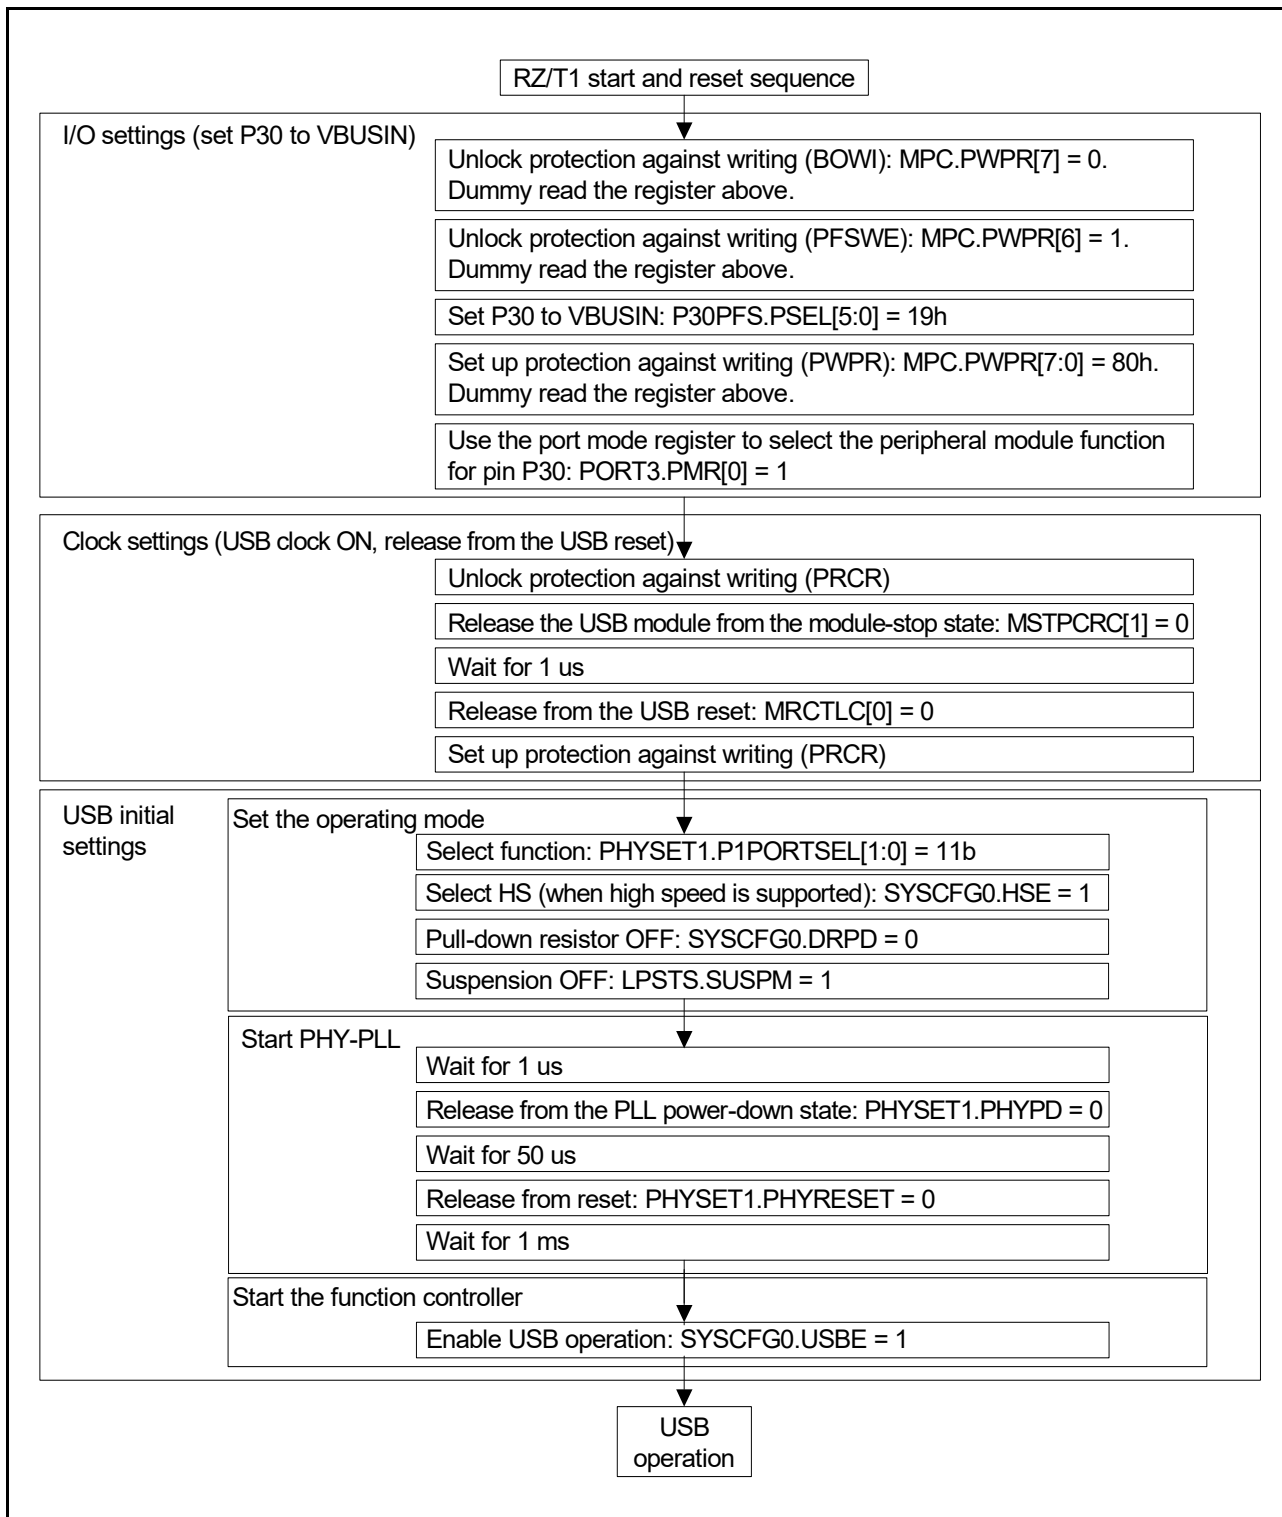 RZ/T1 start and reset sequence
I/O settings (set P30 to VBUSIN)
Unlock protection against writing (BOWI): MPC.PWPR[7] = 0.
Dummy read the register above.
Unlock protection against writing (PFSWE): MPC.PWPR[6] = 1.
Dummy read the register above.
Set P30 to VBUSIN: P30PFS.PSEL[5:0] = 19h
Set up protection against writing (PWPR): MPC.PWPR[7:0] = 80h.
Dummy read the register above.
Use the port mode register to select the peripheral module function
for pin P30: PORT3.PMR[0] = 1
Clock settings (USB clock ON, release from the USB reset)
Unlock protection against writing (PRCR)
Release the USB module from the module-stop state: MSTPCRC[1] = 0
Wait for 1 us
Release from the USB reset: MRCTLC[0] = 0
Set up protection against writing (PRCR)
USB initial
settings
Set the operating mode
Select function: PHYSET1.P1PORTSEL[1:0] = 11b
Select HS (when high speed is supported): SYSCFG0.HSE = 1
Pull-down resistor OFF: SYSCFG0.DRPD = 0
Suspension OFF: LPSTS.SUSPM = 1
Start PHY-PLL
Wait for 1 us
Release from the PLL power-down state: PHYSET1.PHYPD = 0
Wait for 50 us
Release from reset: PHYSET1.PHYRESET = 0
Wait for 1 ms
Start the function controller
Enable USB operation: SYSCFG0.USBE = 1
USB
operation